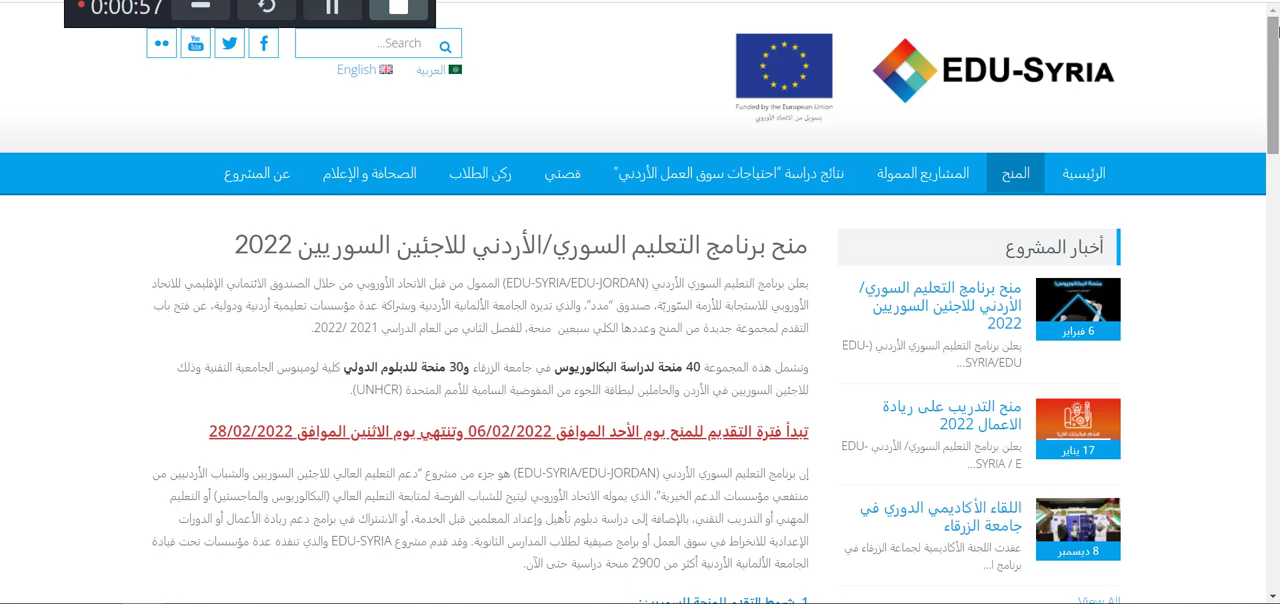 0:00:57
Search...
English
العربية
Funded by the European Union
بتمويل من الاتحاد الأوروبي
EDU-SYRIA
الرئيسية
المنح
المشاريع الممولة
نتائج دراسة "احتياجات سوق العمل الأردني"
قصتي
ركن الطلاب
الصحافة و الإعلام
عن المشروع
أخبار المشروع
منح برنامج التعليم السوري/
الأردني للاجئين السوريين
2022
يعلن برنامج التعليم السوري الأردني (EDU-
SYRIA/EDU...
6 فبراير
منح التدريب على ريادة
الاعمال 2022
يعلن برنامج التعليم السوري/ الأردني EDU-
SYRIA / E...
17 يناير
اللقاء الأكاديمي الدوري في
جامعة الزرقاء
عقدت اللجنة الأكاديمية لجماعة الزرقاء في
برنامج ا...
8 ديسمبر
View All
منح برنامج التعليم السوري/الأردني للاجئين السوريين 2022
يعلن برنامج التعليم السوري الأردني (EDU-SYRIA/EDU-JORDAN) الممول من قبل الاتحاد الأوروبي من خلال الصندوق الائتماني الإقليمي للاتحاد
الأوروبي للاستجابة للأزمة السّوريّة، صندوق "مدد"، والذي تديره الجامعة الألمانية الأردنية وبشراكة عدة مؤسسات تعليمية أردنية ودولية، عن فتح باب
التقدم لمجموعة جديدة من المنح وعددها الكلي سبعين منحة، للفصل الثاني من العام الدراسي 2021 /2022.
وتشمل هذه المجموعة 40 منحة لدراسة البكالوريوس في جامعة الزرقاء و30 منحة للدبلوم الدولي كلية لومينوس الجامعية التقنية وذلك
للاجئين السوريين في الأردن والحاملين لبطاقة اللجوء من المفوضية السامية للأمم المتحدة (UNHCR).
تبدأ فترة التقديم للمنح يوم الأحد الموافق 06/02/2022 وتنتهي يوم الاثنين الموافق 28/02/2022
إن برنامج التعليم السوري الأردني (EDU-SYRIA/EDU-JORDAN) هو جزء من مشروع "دعم التعليم العالي للاجئين السوريين والشباب الأردنيين من
منتفعي مؤسسات الدعم الخيرية"، الذي يموله الاتحاد الأوروبي ليتيح للشباب الفرصة لمتابعة التعليم العالي (البكالوريوس والماجستير) أو التعليم
المهني أو التدريب التقني، بالإضافة إلى دراسة دبلوم تأهيل وإعداد المعلمين قبل الخدمة، أو الاشتراك في برامج دعم ريادة الأعمال أو الدورات
الإعدادية للانخراط في سوق العمل أو برامج صيفية لطلاب المدارس الثانوية. وقد قدم مشروع EDU-SYRIA والذي تنفذه عدة مؤسسات تحت قيادة
الجامعة الألمانية الأردنية أكثر من 2900 منحة دراسية حتى الآن.
1. شروط التقدم للمنحة للسوريين: